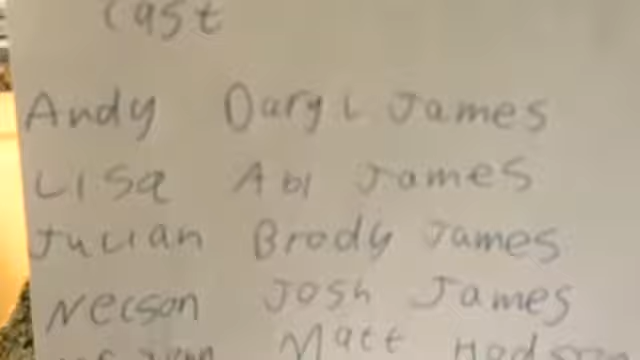 Cast
Andy Daryl James
Lisa Abi James
Julian Brody James
Nelson Josh James
Matt